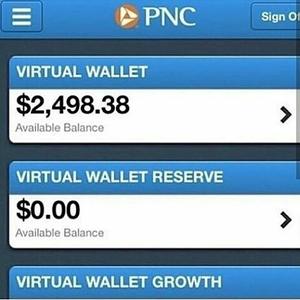 PNC
Sign O
VIRTUAL WALLET
$2,498.38
Available Balance
VIRTUAL WALLET RESERVE
$0.00
Available Balance
VIRTUAL WALLET GROWTH